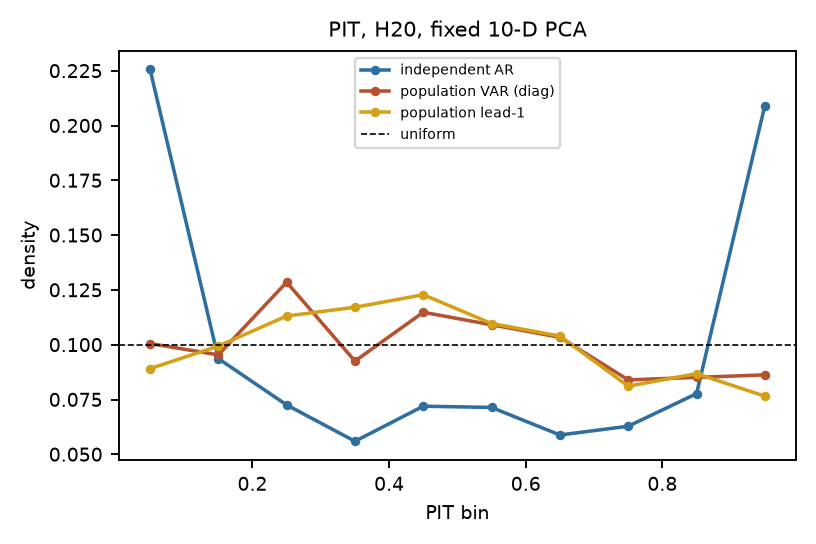 PIT, H20, fixed 10-D PCA
independent AR
population VAR (diag)
population lead-1
uniform
density
0.225
0.200
0.175
0.150
0.125
0.100
0.075
0.050
0.2
0.4
0.6
0.8
PIT bin